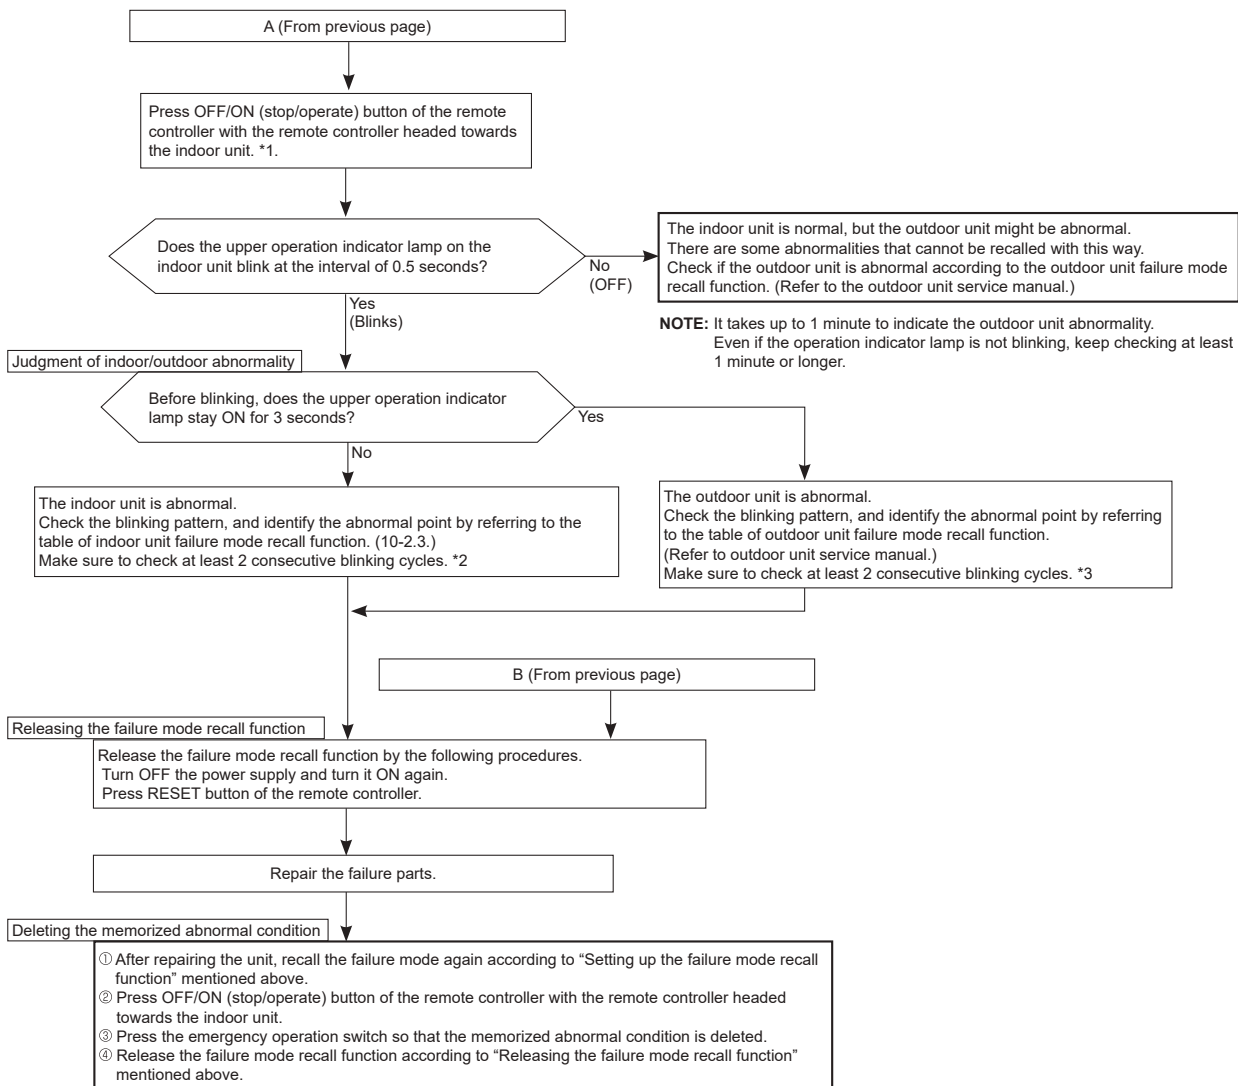 A (From previous page)
Press OFF/ON (stop/operate) button of the remote
controller with the remote controller headed towards
the indoor unit. *1.
Does the upper operation indicator lamp on the
indoor unit blink at the interval of 0.5 seconds?
No
(OFF)
The indoor unit is normal, but the outdoor unit might be abnormal.
There are some abnormalities that cannot be recalled with this way.
Check if the outdoor unit is abnormal according to the outdoor unit failure mode
recall function. (Refer to the outdoor unit service manual.)
NOTE: It takes up to 1 minute to indicate the outdoor unit abnormality.
Even if the operation indicator lamp is not blinking, keep checking at least
1 minute or longer.
Yes
(Blinks)
Judgment of indoor/outdoor abnormality
Before blinking, does the upper operation indicator
lamp stay ON for 3 seconds?
Yes
No
The indoor unit is abnormal.
Check the blinking pattern, and identify the abnormal point by referring to the
table of indoor unit failure mode recall function. (10-2.3.)
Make sure to check at least 2 consecutive blinking cycles. *2
The outdoor unit is abnormal.
Check the blinking pattern, and identify the abnormal point by referring
to the table of outdoor unit failure mode recall function.
(Refer to outdoor unit service manual.)
Make sure to check at least 2 consecutive blinking cycles. *3
B (From previous page)
Releasing the failure mode recall function
Release the failure mode recall function by the following procedures.
Turn OFF the power supply and turn it ON again.
Press RESET button of the remote controller.
Repair the failure parts.
Deleting the memorized abnormal condition
① After repairing the unit, recall the failure mode again according to “Setting up the failure mode recall
function” mentioned above.
② Press OFF/ON (stop/operate) button of the remote controller with the remote controller headed
towards the indoor unit.
③ Press the emergency operation switch so that the memorized abnormal condition is deleted.
④ Release the failure mode recall function according to “Releasing the failure mode recall function”
mentioned above.